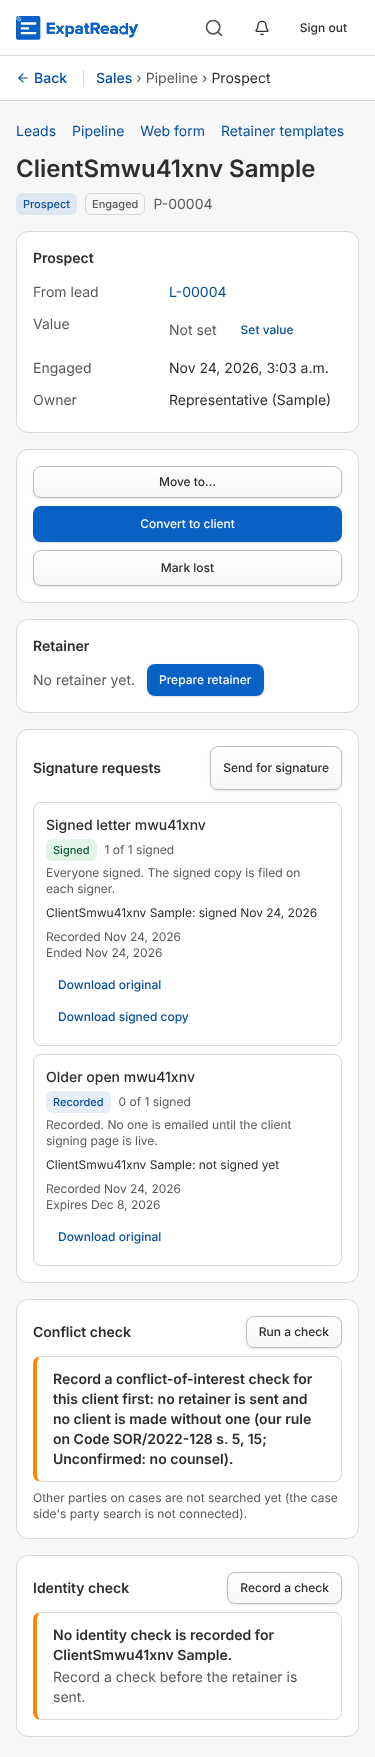 ExpatReady
Sign out
Back
Sales › Pipeline › Prospect
Leads Pipeline Web form Retainer templates
ClientSmwu41xnv Sample
Prospect Engaged P-00004
Prospect
From lead L-00004
Value Not set Set value
Engaged Nov 24, 2026, 3:03 a.m.
Owner Representative (Sample)
Move to...
Convert to client
Mark lost
Retainer
No retainer yet. Prepare retainer
Signature requests Send for signature
Signed letter mwu41xnv
Signed 1 of 1 signed
Everyone signed. The signed copy is filed on
each signer.
ClientSmwu41xnv Sample: signed Nov 24, 2026
Recorded Nov 24, 2026
Ended Nov 24, 2026
Download original
Download signed copy
Older open mwu41xnv
Recorded 0 of 1 signed
Recorded. No one is emailed until the client
signing page is live.
ClientSmwu41xnv Sample: not signed yet
Recorded Nov 24, 2026
Expires Dec 8, 2026
Download original
Conflict check Run a check
Record a conflict-of-interest check for
this client first: no retainer is sent and
no client is made without one (our rule
on Code SOR/2022-128 s. 5, 15;
Unconfirmed: no counsel).
Other parties on cases are not searched yet (the case
side's party search is not connected).
Identity check Record a check
No identity check is recorded for
ClientSmwu41xnv Sample.
Record a check before the retainer is
sent.